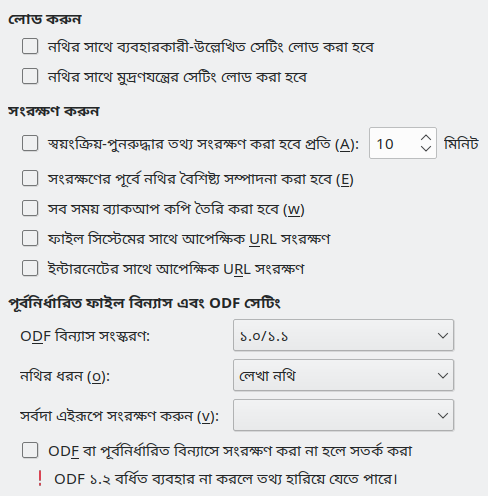 লোড করুন
নথির সাথে ব্যবহারকারী-উল্লেখিত সেটিং লোড করা হবে
নথির সাথে মুদ্রণযন্ত্রের সেটিং লোড করা হবে
সংরক্ষণ করুন
স্বয়ংক্রিয়-পুনরুদ্ধার তথ্য সংরক্ষণ করা হবে প্রতি (A): 10 মিনিট
সংরক্ষণের পূর্বে নথির বৈশিষ্ট্য সম্পাদনা করা হবে (E)
সব সময় ব্যাকআপ কপি তৈরি করা হবে (w)
ফাইল সিস্টেমের সাথে আপেক্ষিক URL সংরক্ষণ
ইন্টারনেটের সাথে আপেক্ষিক URL সংরক্ষণ
পূর্বনির্ধারিত ফাইল বিন্যাস এবং ODF সেটিং
ODF বিন্যাস সংস্করণ: ১.০/১.১
নথির ধরন (o): লেখা নথি
সর্বদা এইরূপে সংরক্ষণ করুন (v):
ODF বা পূর্বনির্ধারিত বিন্যাসে সংরক্ষণ করা না হলে সতর্ক করা
! ODF ১.২ বর্ধিত ব্যবহার না করলে তথ্য হারিয়ে যেতে পারে।